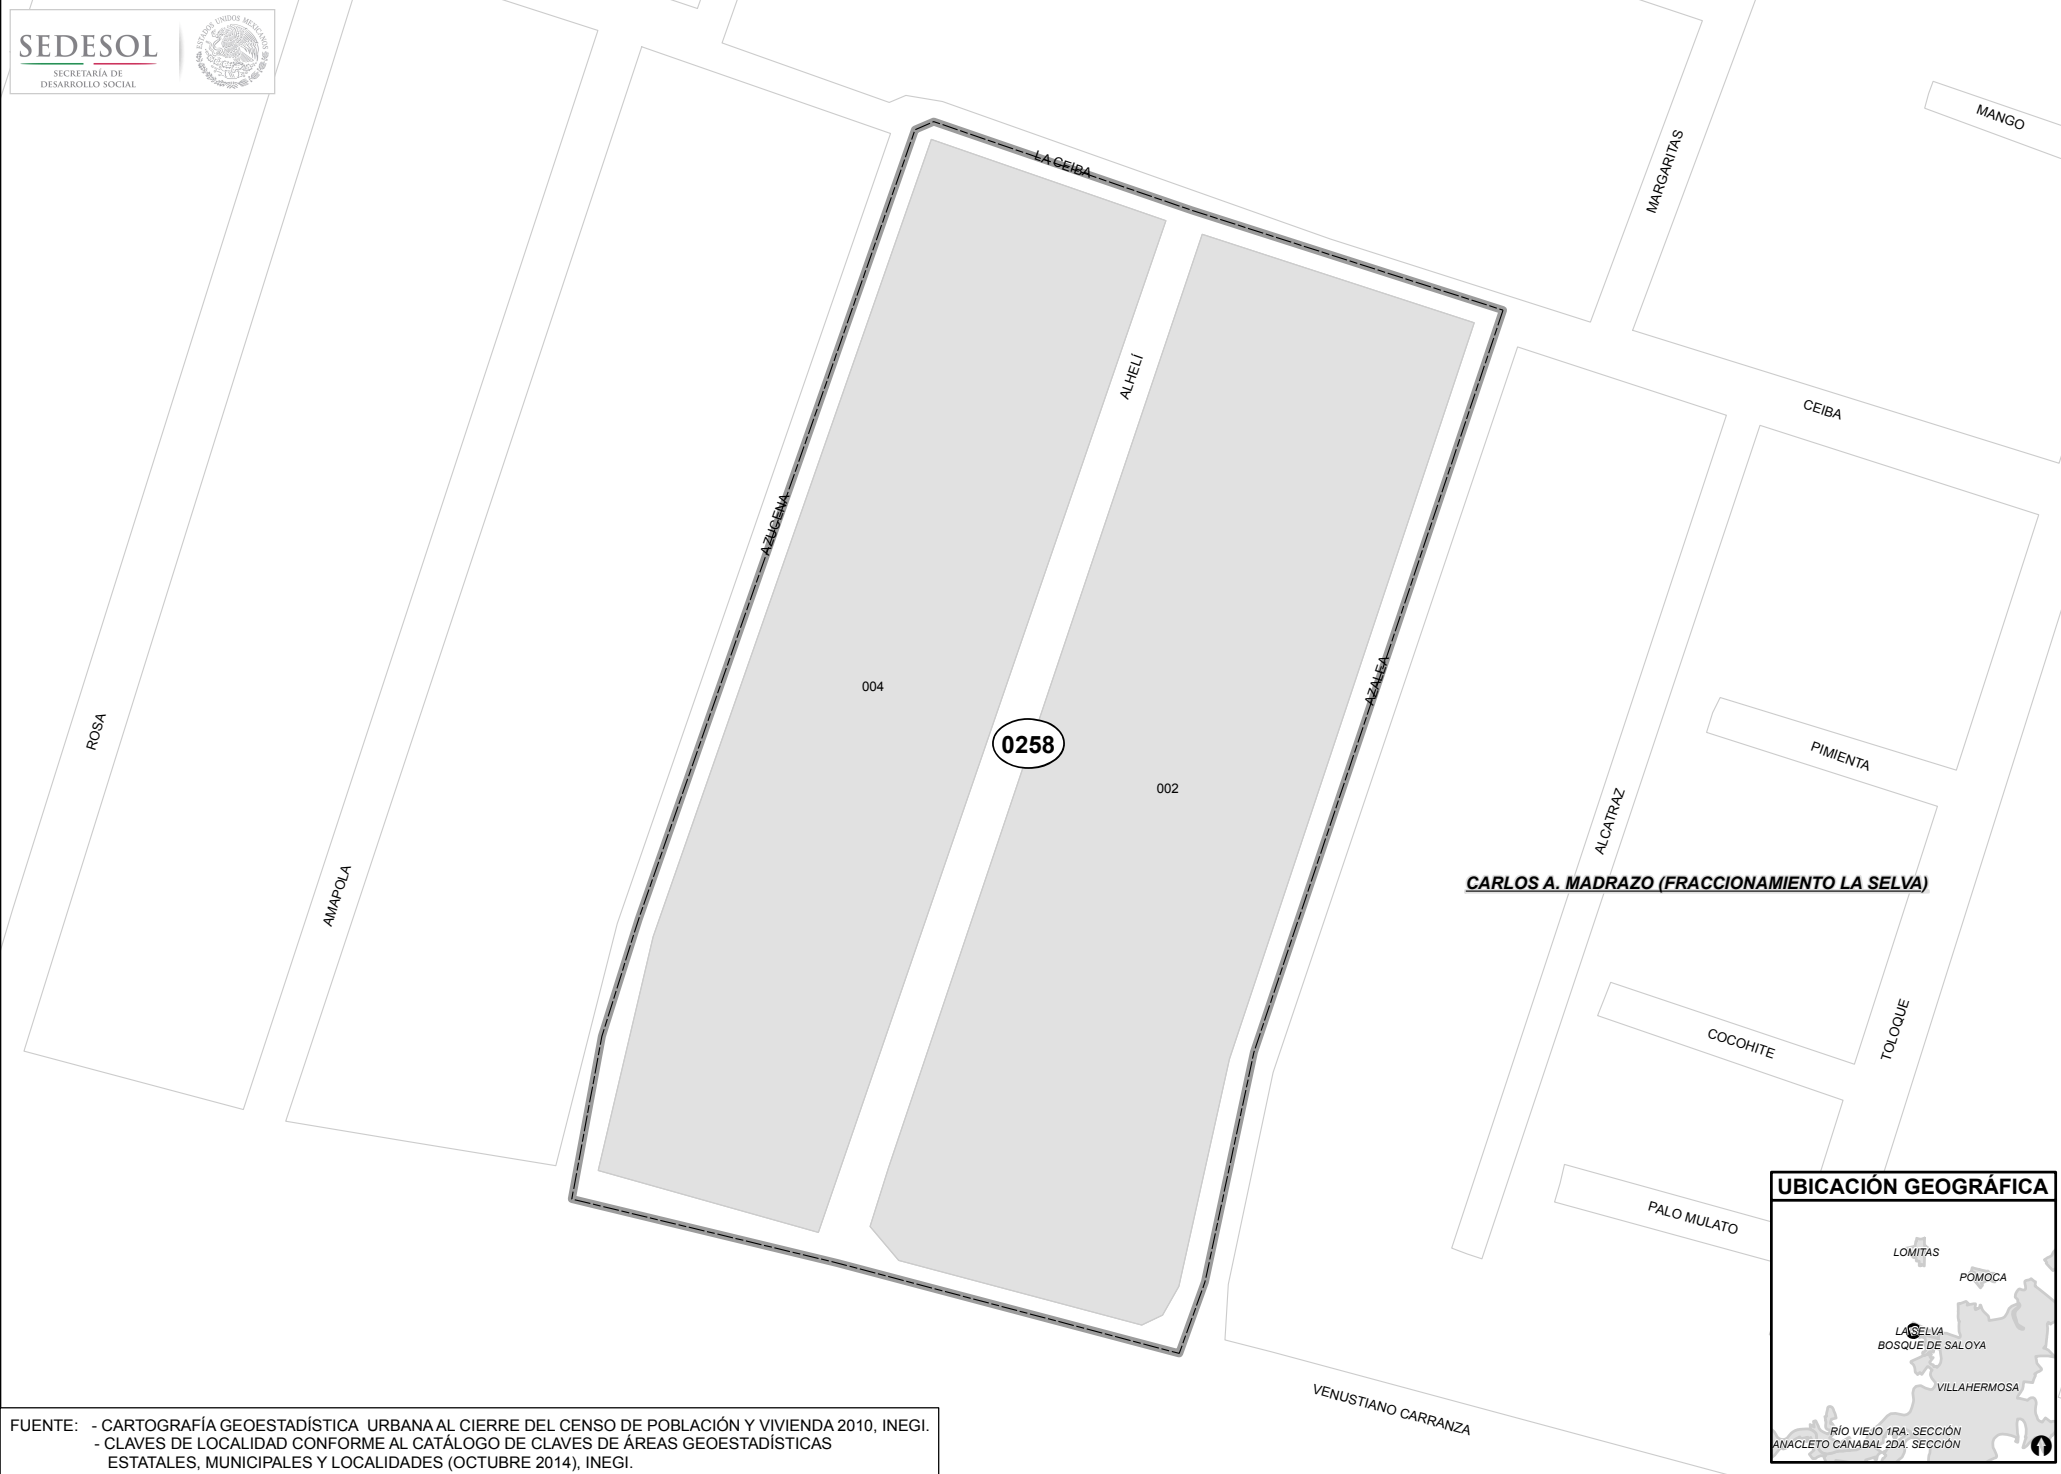 SEDESOL
SECRETARÍA DE
DESARROLLO SOCIAL
ESTADOS UNIDOS MEXICANOS
MANGO
MARGARITAS
LA CEIBA
CEIBA
ALHELÍ
AZUCENA
AZALEA
004
0258
002
ROSA
AMAPOLA
PIMIENTA
ALCATRAZ
CARLOS A. MADRAZO (FRACCIONAMIENTO LA SELVA)
COCOHITE
TOLOQUE
PALO MULATO
VENUSTIANO CARRANZA
UBICACIÓN GEOGRÁFICA
LOMITAS
POMOCA
LA SELVA
BOSQUE DE SALOYA
VILLAHERMOSA
RÍO VIEJO 1RA. SECCIÓN
ANACLETO CANABAL 2DA. SECCIÓN
FUENTE: - CARTOGRAFÍA GEOESTADÍSTICA URBANA AL CIERRE DEL CENSO DE POBLACIÓN Y VIVIENDA 2010, INEGI.
- CLAVES DE LOCALIDAD CONFORME AL CATÁLOGO DE CLAVES DE ÁREAS GEOESTADÍSTICAS
ESTATALES, MUNICIPALES Y LOCALIDADES (OCTUBRE 2014), INEGI.